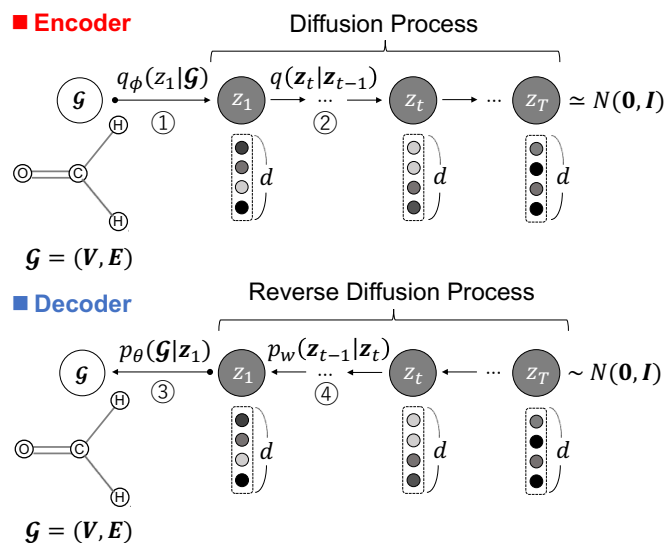 ■ Encoder
Diffusion Process
𝓖 q_ϕ(z_1|𝓖) z_1 q(z_t|z_{t-1}) ... z_t ... z_T ≃ N(0, I)
① ②
H
O C d d d
H
𝓖 = (V, E)
■ Decoder
Reverse Diffusion Process
𝓖 p_θ(𝓖|z_1) z_1 p_w(z_{t-1}|z_t) ... z_t ... z_T ~ N(0, I)
③ ④
H
O C d d d
H
𝓖 = (V, E)